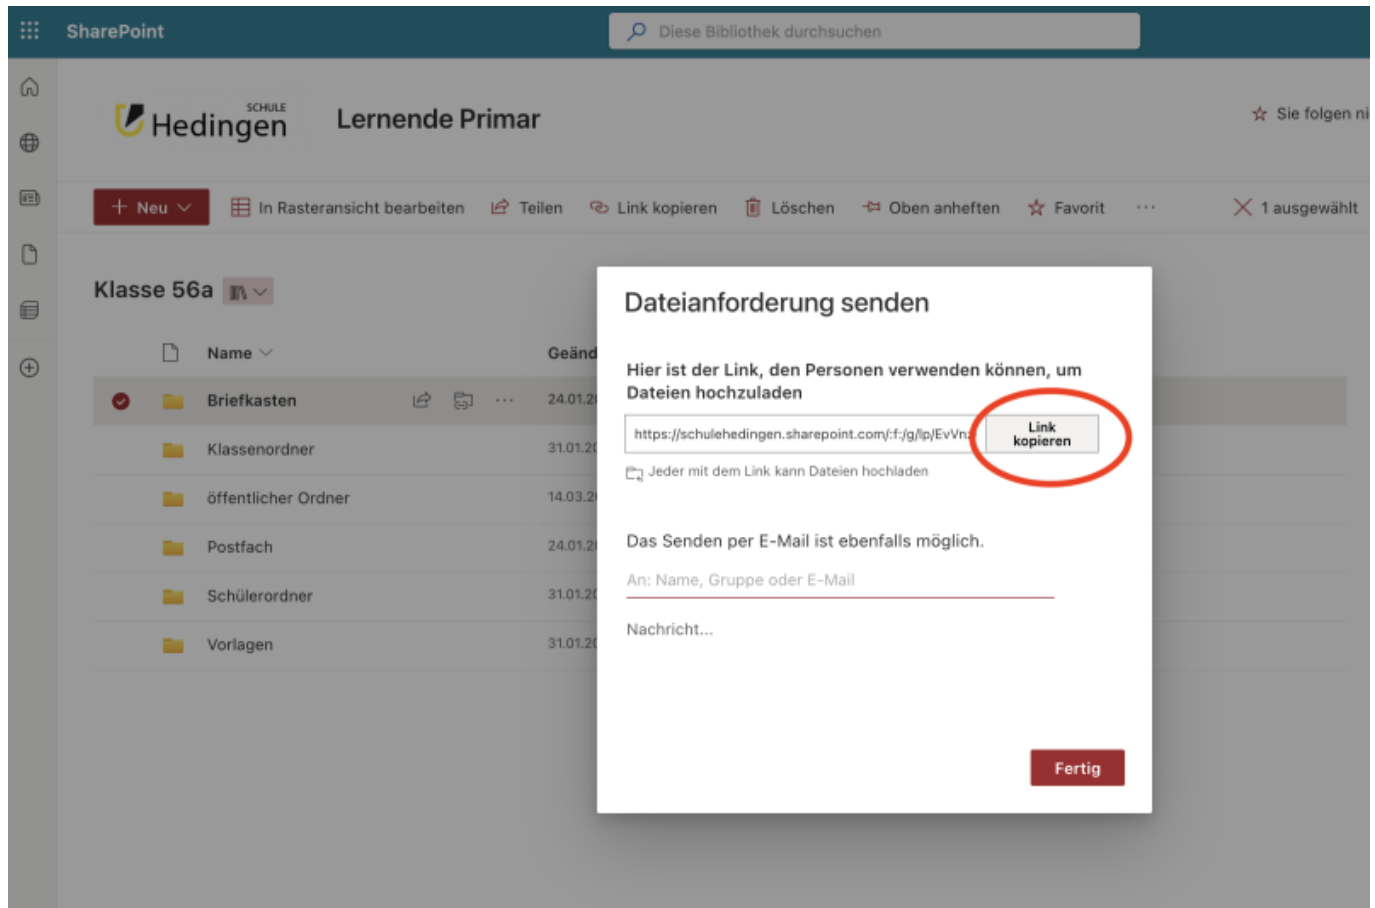 SharePoint
Diese Bibliothek durchsuchen
SCHULE
Hedingen
Lernende Primar
Sie folgen ni
Neu
In Rasteransicht bearbeiten
Teilen
Link kopieren
Löschen
Oben anheften
Favorit
1 ausgewählt
Klasse 56a
Name
Geänd
Briefkasten
24.01.2
Klassenordner
31.01.20
öffentlicher Ordner
14.03.2
Postfach
24.01.2
Schülerordner
31.01.20
Vorlagen
31.01.20
Dateianforderung senden
Hier ist der Link, den Personen verwenden können, um
Dateien hochzuladen
https://schulehedingen.sharepoint.com/:f:/g/lp/EvVnz
Link
kopieren
Jeder mit dem Link kann Dateien hochladen
Das Senden per E-Mail ist ebenfalls möglich.
An: Name, Gruppe oder E-Mail
Nachricht...
Fertig